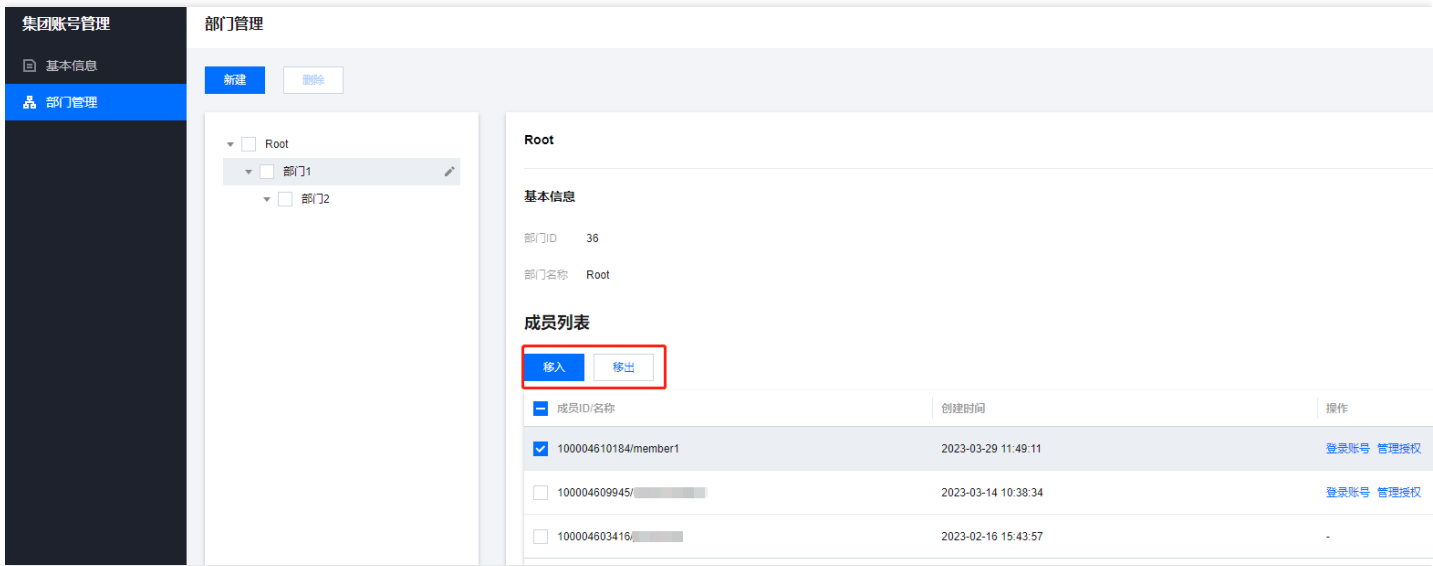 集团账号管理
部门管理
基本信息
部门管理
新建
删除
Root
部门1
部门2
Root
基本信息
部门ID 36
部门名称 Root
成员列表
移入 移出
成员ID/名称 创建时间 操作
100004610184/member1 2023-03-29 11:49:11 登录账号 管理授权
100004609945/ 2023-03-14 10:38:34 登录账号 管理授权
100004603416/ 2023-02-16 15:43:57 -